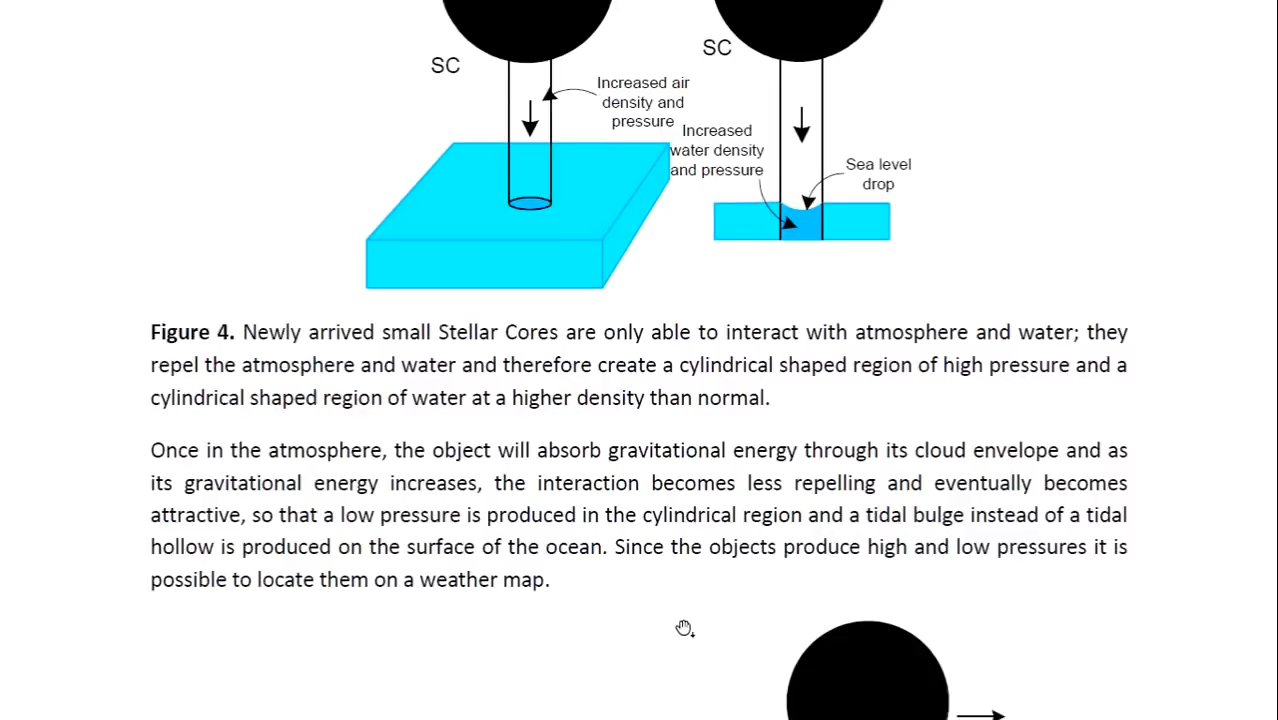 SC
SC
Increased air
density and
pressure
Increased
water density
and pressure
Sea level
drop
Figure 4. Newly arrived small Stellar Cores are only able to interact with atmosphere and water; they
repel the atmosphere and water and therefore create a cylindrical shaped region of high pressure and a
cylindrical shaped region of water at a higher density than normal.
Once in the atmosphere, the object will absorb gravitational energy through its cloud envelope and as
its gravitational energy increases, the interaction becomes less repelling and eventually becomes
attractive, so that a low pressure is produced in the cylindrical region and a tidal bulge instead of a tidal
hollow is produced on the surface of the ocean. Since the objects produce high and low pressures it is
possible to locate them on a weather map.